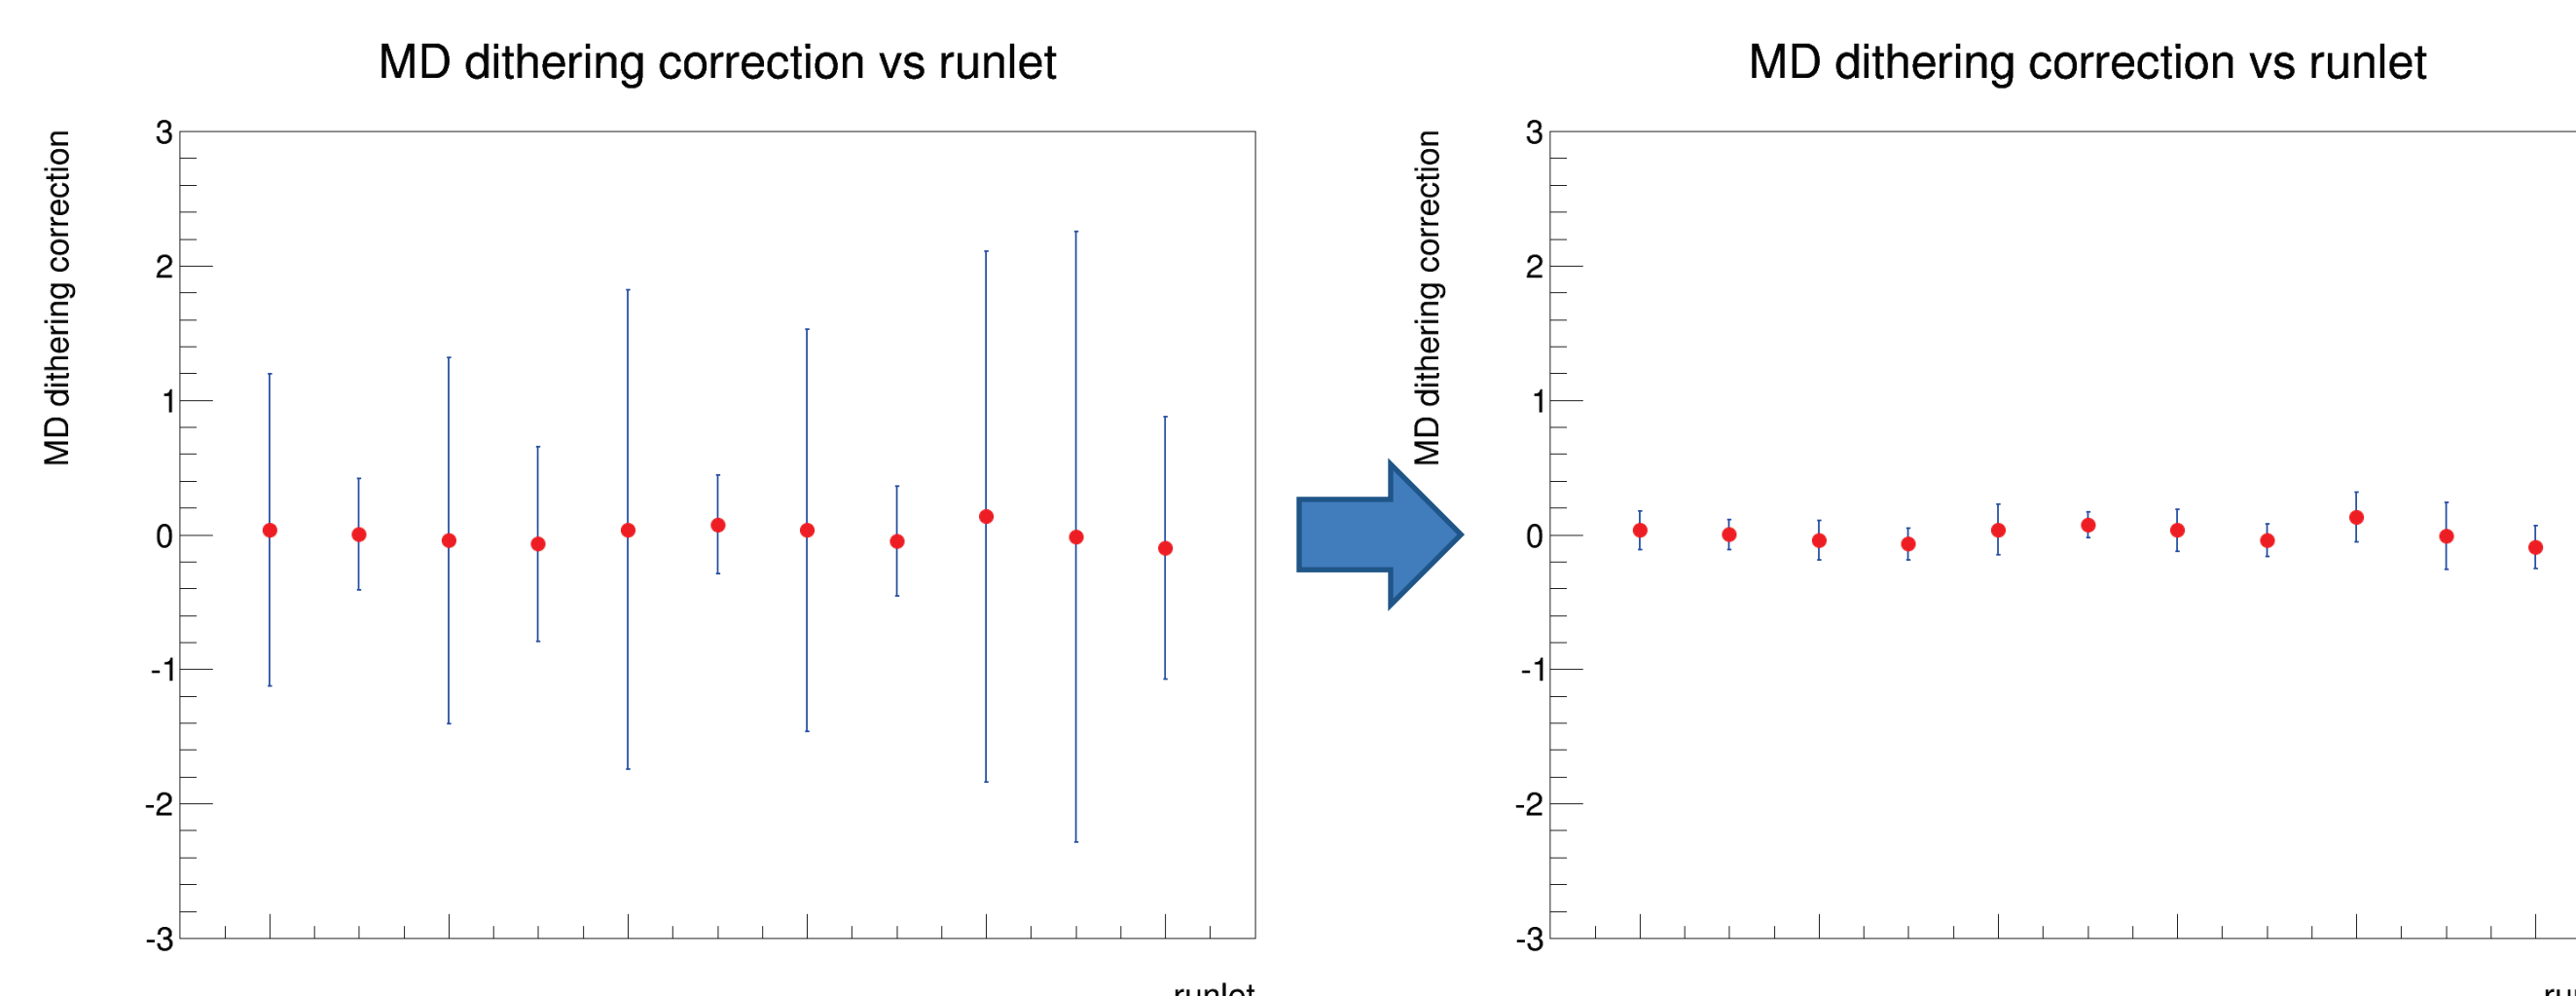 MD dithering correction vs runlet
MD dithering correction
3
2
1
0
-1
-2
-3
runlet
MD dithering correction vs runlet
MD dithering correction
3
2
1
0
-1
-2
-3